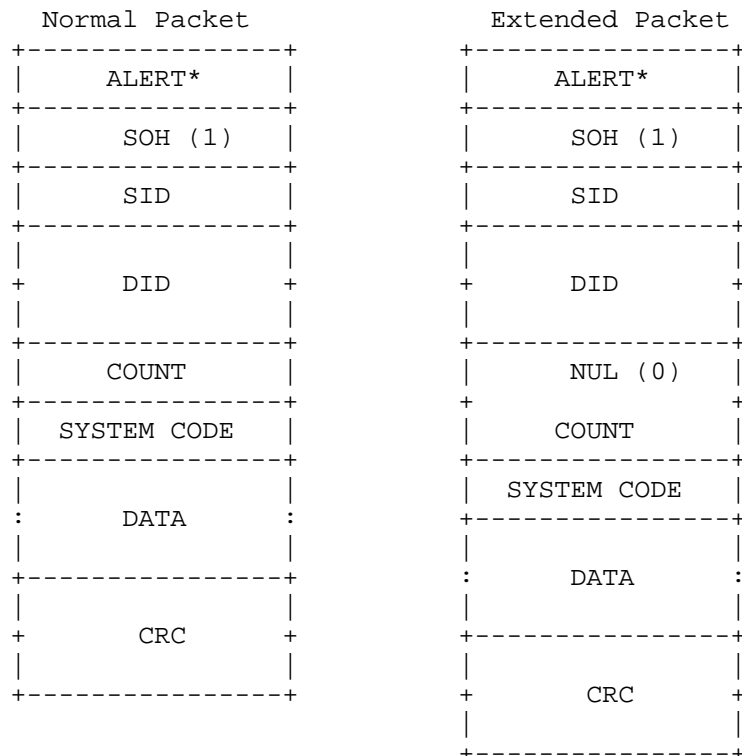 Normal Packet
ALERT*
SOH (1)
SID
DID
COUNT
SYSTEM CODE
DATA
CRC
Extended Packet
ALERT*
SOH (1)
SID
DID
NUL (0)
COUNT
SYSTEM CODE
DATA
CRC